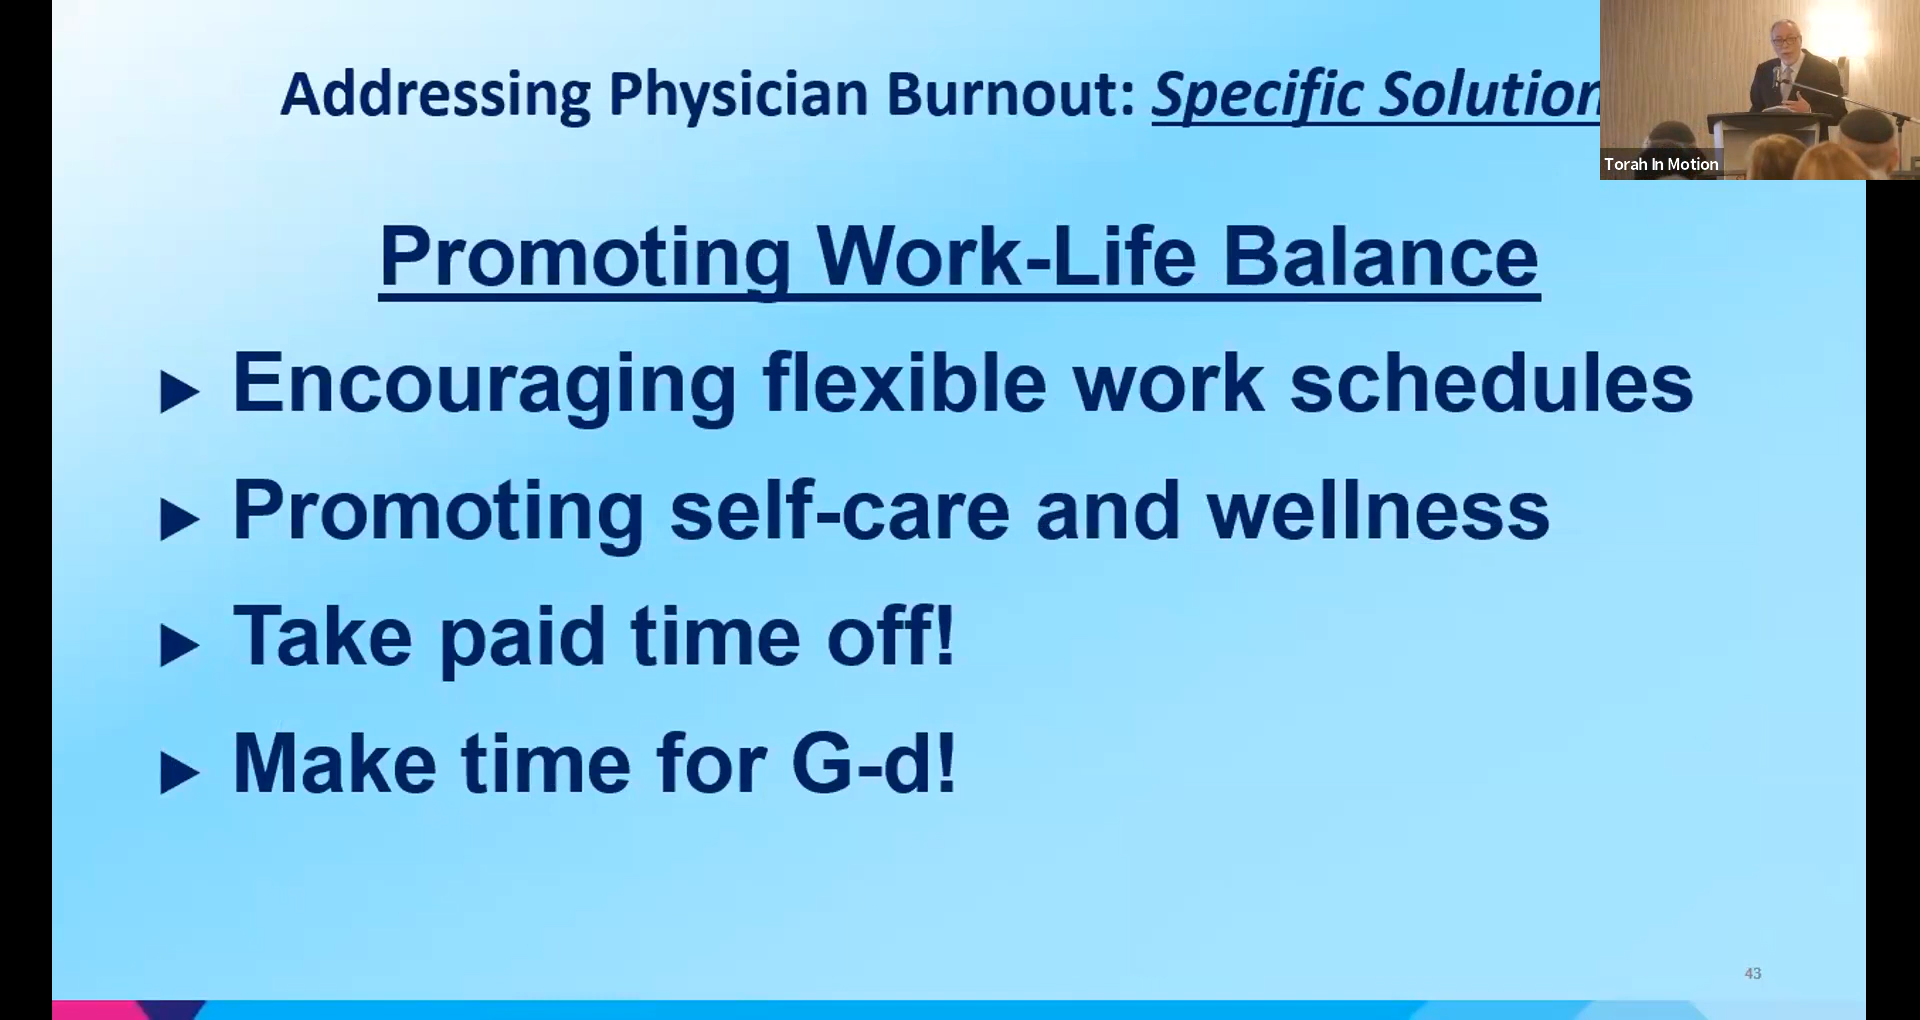 Addressing Physician Burnout: Specific Solution
Torah In Motion
Promoting Work-Life Balance
► Encouraging flexible work schedules
► Promoting self-care and wellness
► Take paid time off!
► Make time for G-d!
43